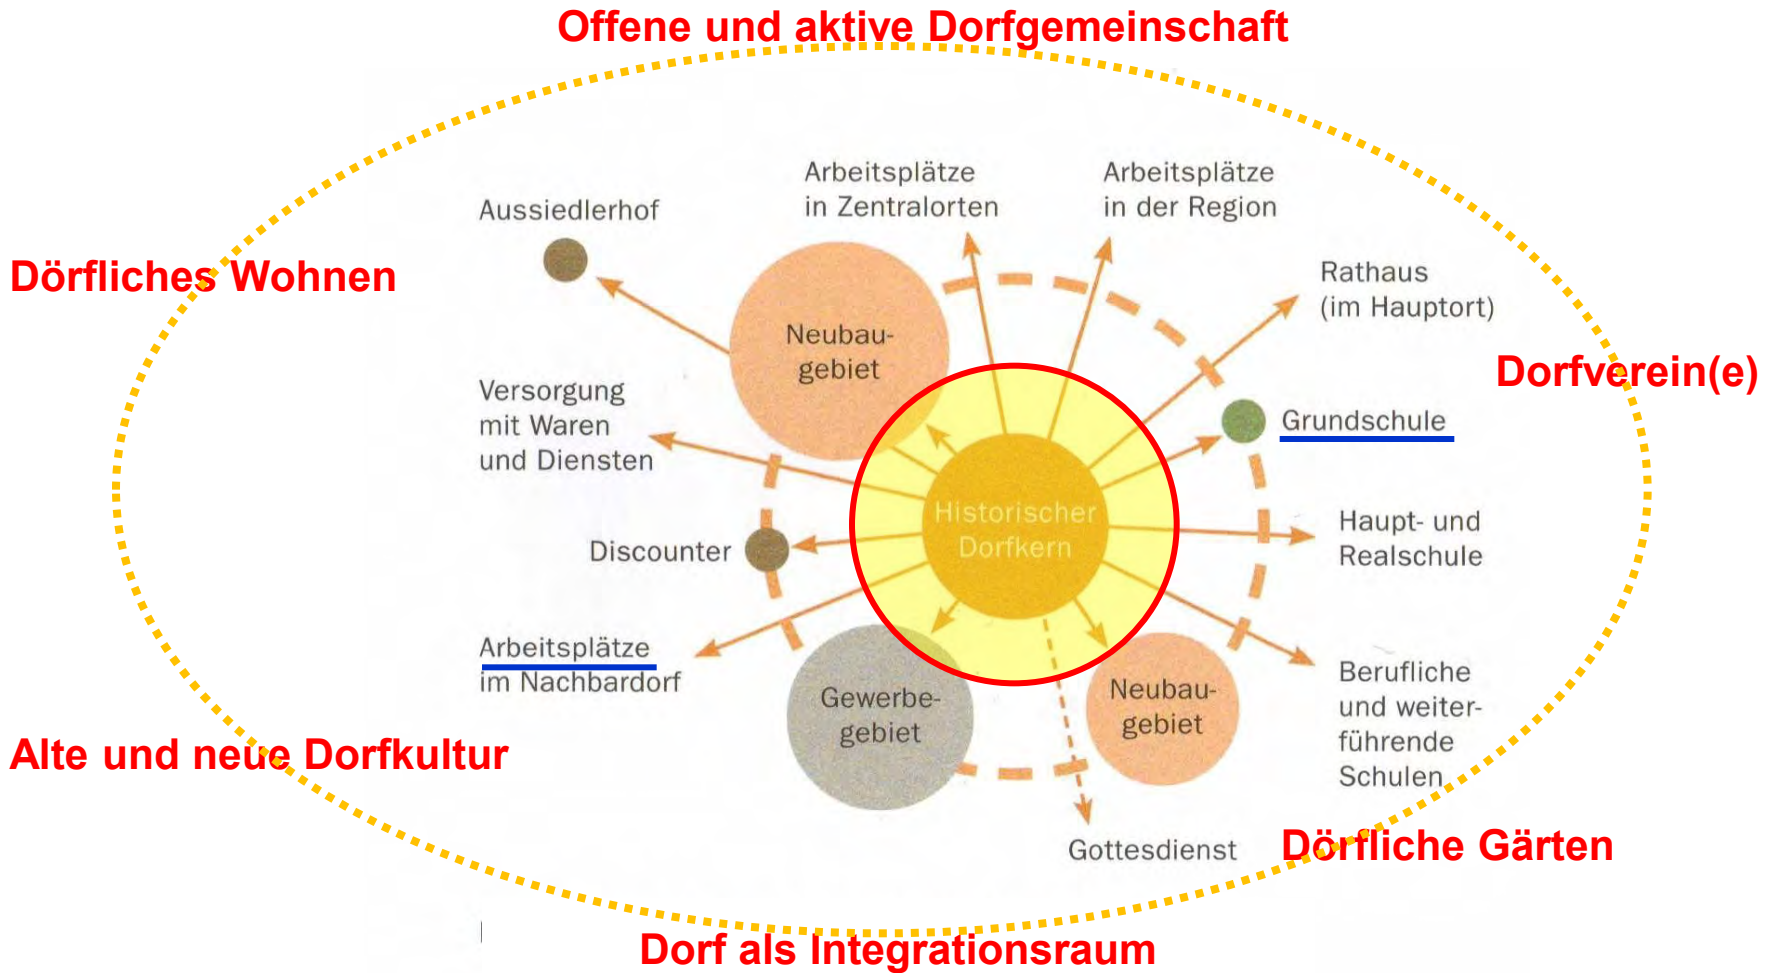 Offene und aktive Dorfgemeinschaft
Arbeitsplätze
in Zentralorten
Arbeitsplätze
in der Region
Aussiedlerhof
Dörfliches Wohnen
Rathaus
(im Hauptort)
Neubau-
gebiet
Dorfverein(e)
Versorgung
mit Waren
und Diensten
Grundschule
Historischer
Dorfkern
Haupt- und
Realschule
Discounter
Arbeitsplätze
im Nachbardorf
Gewerbe-
gebiet
Neubau-
gebiet
Berufliche
und weiter-
führende
Schulen
Alte und neue Dorfkultur
Gottesdienst
Dörfliche Gärten
Dorf als Integrationsraum